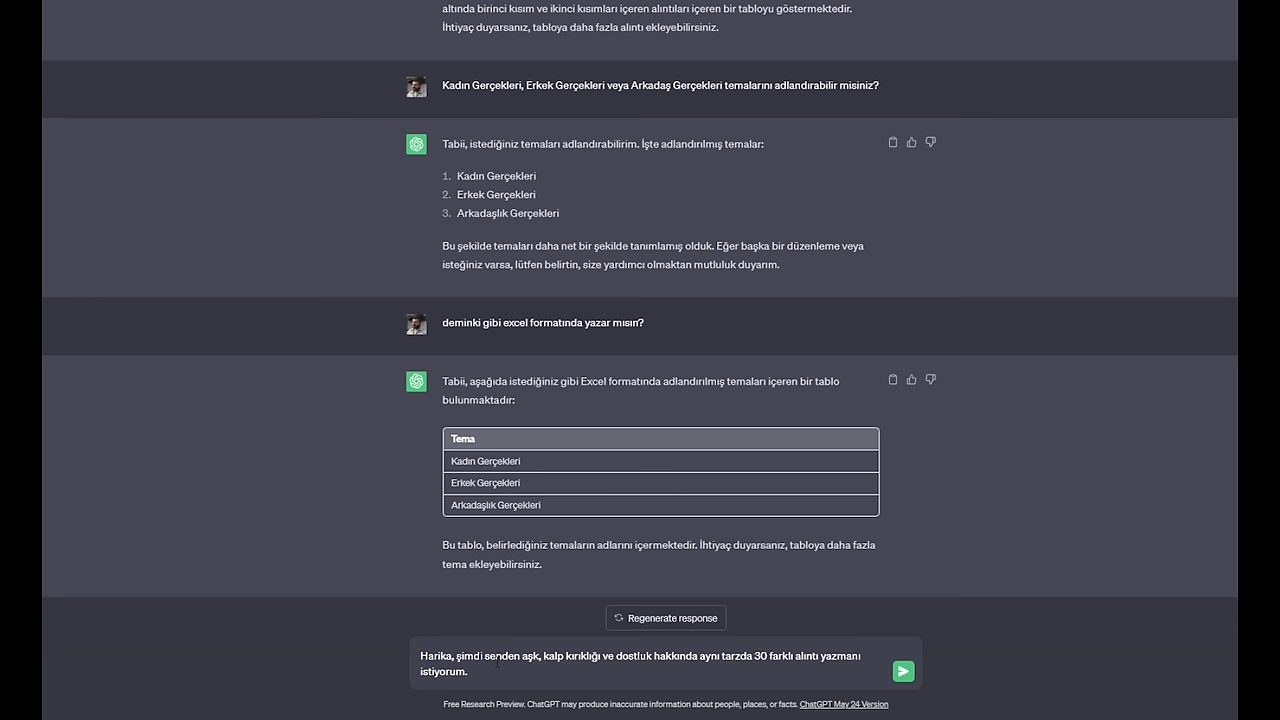 altında birinci kısım ve ikinci kısımları içeren alıntıları içeren bir tabloyu göstermektedir.
İhtiyaç duyarsanız, tabloya daha fazla alıntı ekleyebilirsiniz.
Kadın Gerçekleri, Erkek Gerçekleri veya Arkadaş Gerçekleri temalarını adlandırabilir misiniz?
Tabii, istediğiniz temaları adlandırabilirim. İşte adlandırılmış temalar:
1. Kadın Gerçekleri
2. Erkek Gerçekleri
3. Arkadaşlık Gerçekleri
Bu şekilde temaları daha net bir şekilde tanımlamış olduk. Eğer başka bir düzenleme veya
isteğiniz varsa, lütfen belirtin, size yardımcı olmaktan mutluluk duyarım.
deminki gibi excel formatında yazar mısın?
Tabii, aşağıda istediğiniz gibi Excel formatında adlandırılmış temaları içeren bir tablo
bulunmaktadır:
Tema
Kadın Gerçekleri
Erkek Gerçekleri
Arkadaşlık Gerçekleri
Bu tablo, belirlediğiniz temaların adlarını içermektedir. İhtiyaç duyarsanız, tabloya daha fazla
tema ekleyebilirsiniz.
Regenerate response
Harika, şimdi senden aşk, kalp kırıklığı ve dostluk hakkında aynı tarzda 30 farklı alıntı yazmanı
istiyorum.
Free Research Preview. ChatGPT may produce inaccurate information about people, places, or facts. ChatGPT May 24 Version